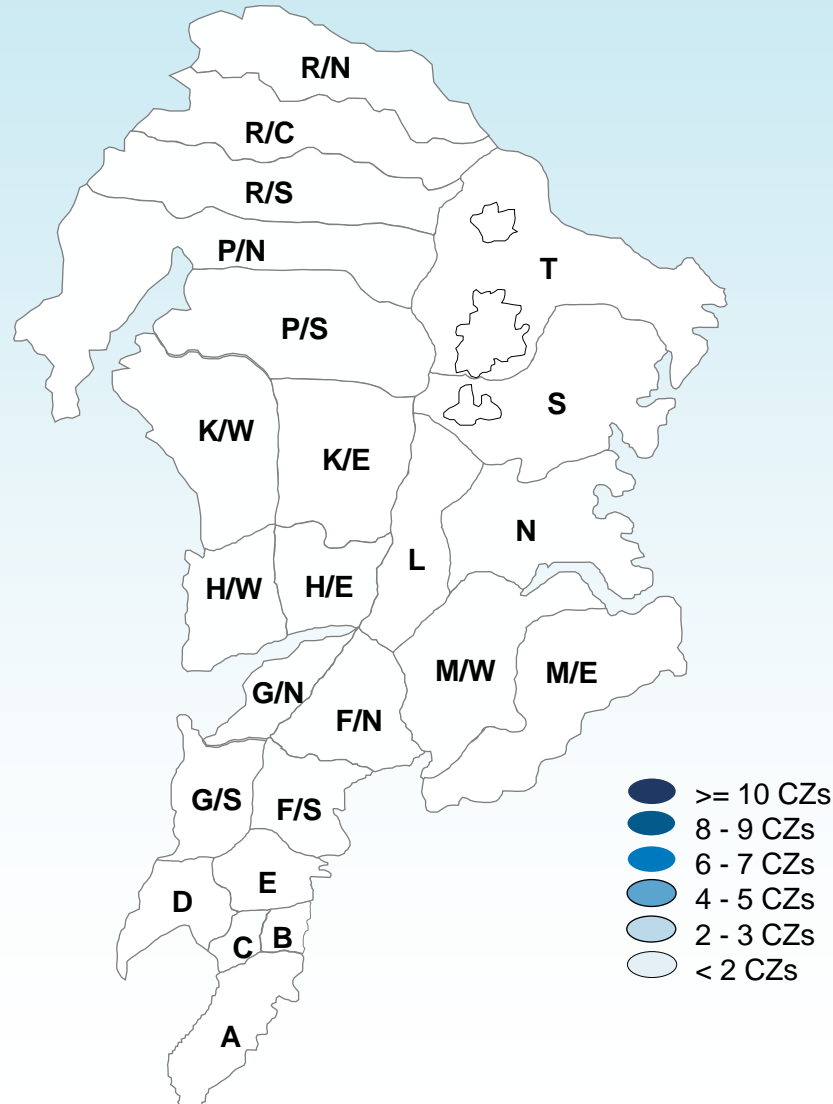 R/N
R/C
R/S
P/N
T
P/S
S
K/W
K/E
N
L
H/W
H/E
M/W
M/E
G/N
F/N
G/S
F/S
E
D
B
C
A
>= 10 CZs
8 - 9 CZs
6 - 7 CZs
4 - 5 CZs
2 - 3 CZs
< 2 CZs